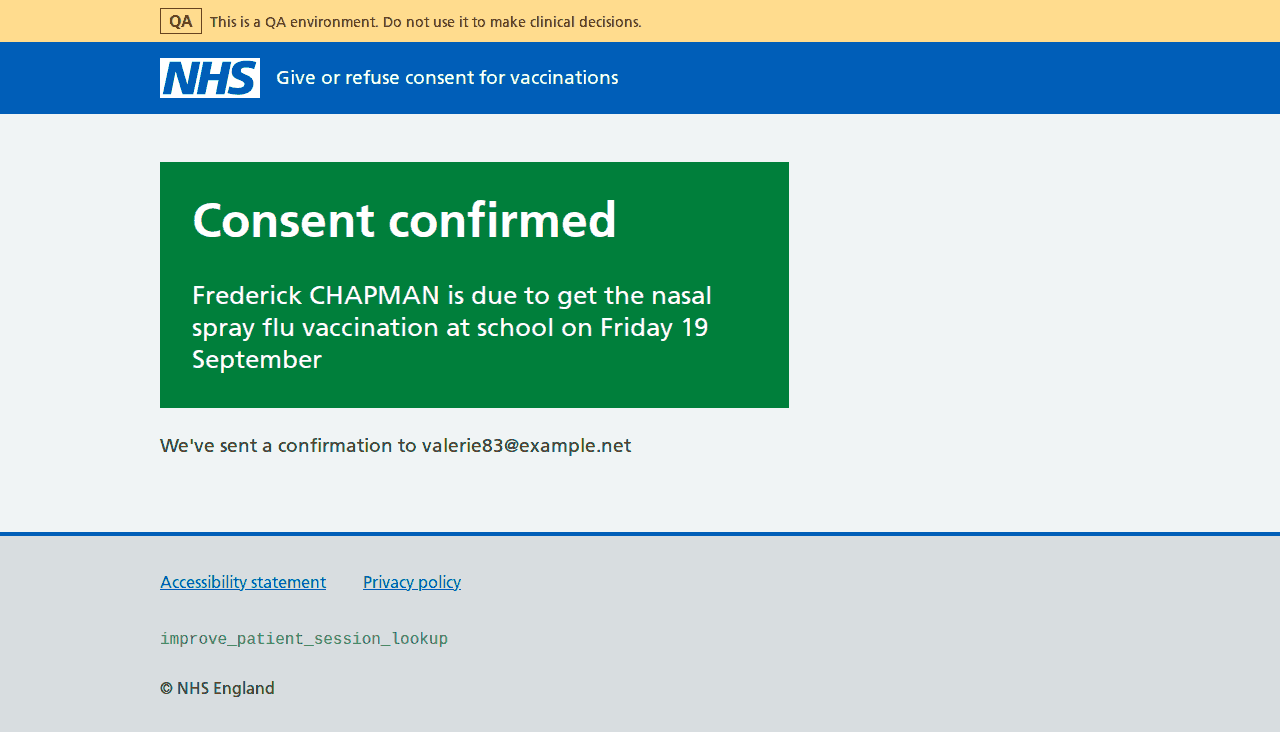 QA This is a QA environment. Do not use it to make clinical decisions.
NHS Give or refuse consent for vaccinations
Consent confirmed
Frederick CHAPMAN is due to get the nasal
spray flu vaccination at school on Friday 19
September
We've sent a confirmation to valerie83@example.net
Accessibility statement Privacy policy
improve_patient_session_lookup
© NHS England